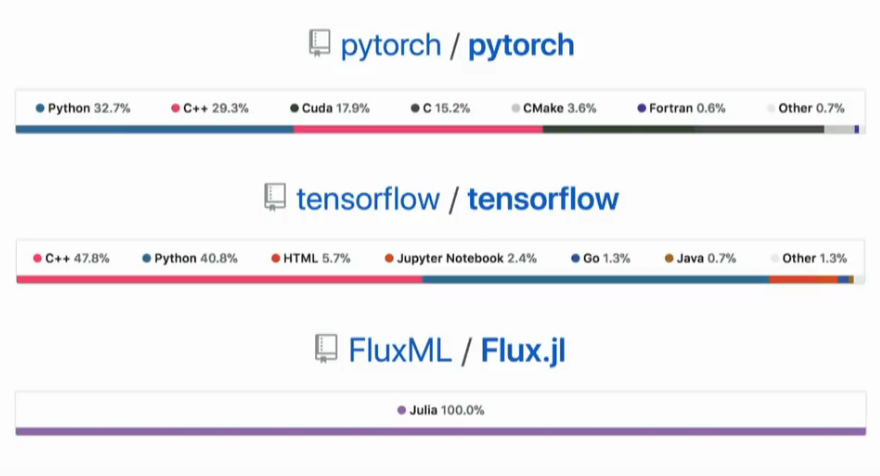 pytorch / pytorch
Python 32.7% C++ 29.3% Cuda 17.9% C 15.2% CMake 3.6% Fortran 0.6% Other 0.7%
tensorflow / tensorflow
C++ 47.8% Python 40.8% HTML 5.7% Jupyter Notebook 2.4% Go 1.3% Java 0.7% Other 1.3%
FluxML / Flux.jl
Julia 100.0%